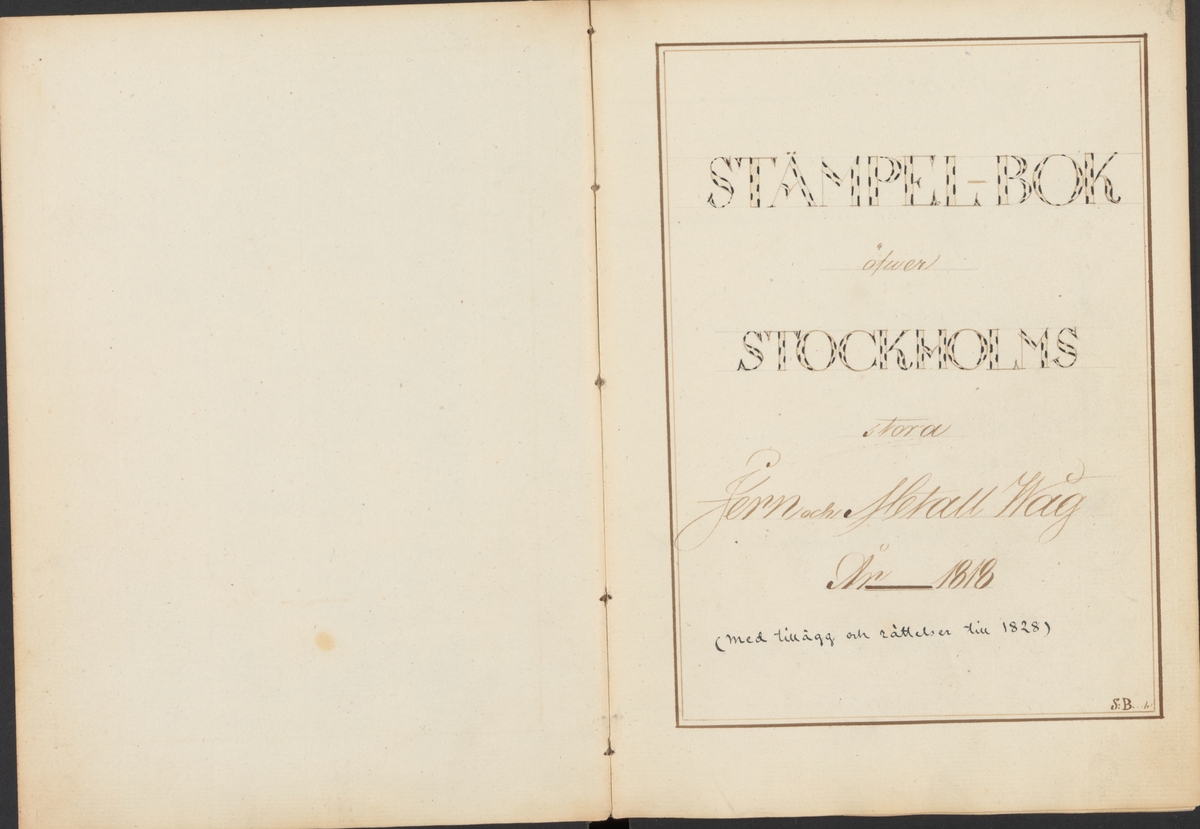 STÄMPEL-BOK
öfwer
STOCKHOLMS
stora
Jern och Metall Wåg
År 1818
(Med tillägg och rättelser till 1828)
S:B.